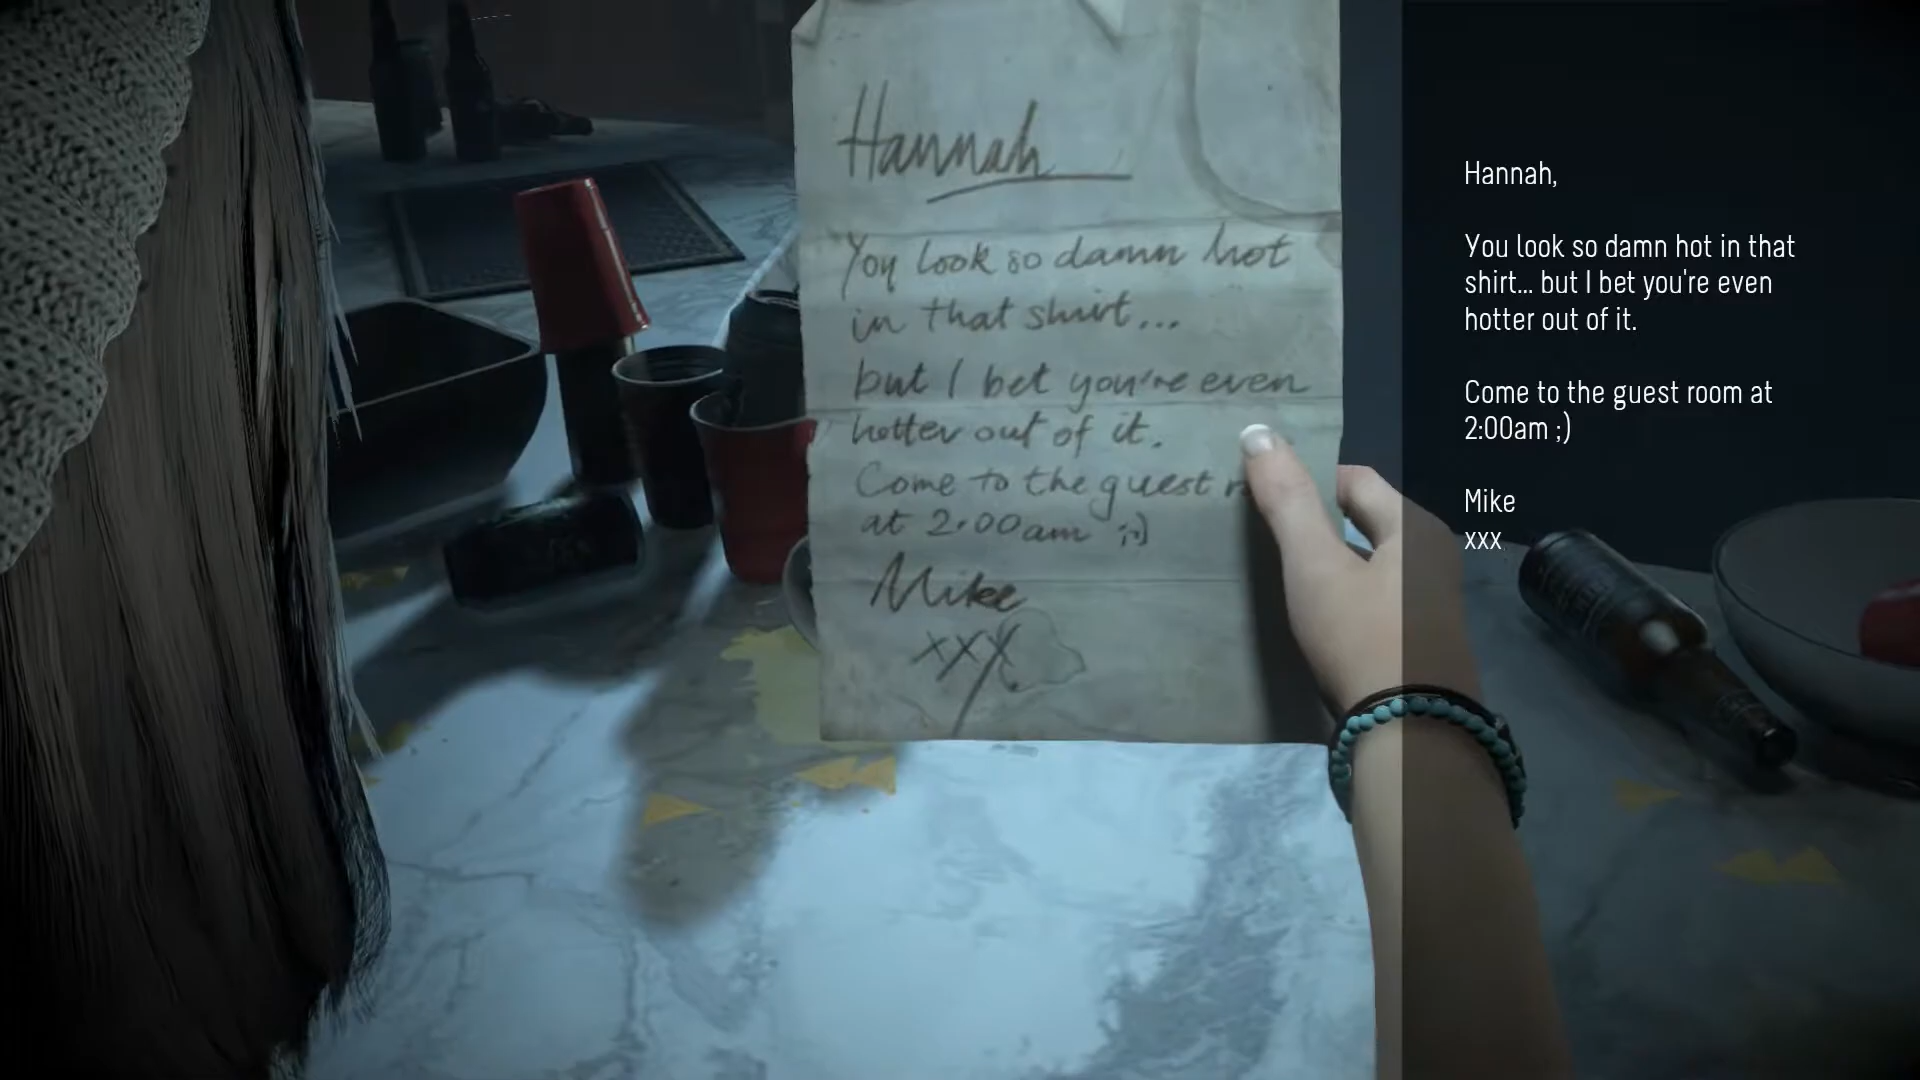 Hannah
You look so damn hot
in that shirt...
but I bet you're even
hotter out of it.
Come to the guest
at 2:00am ;)
Mike
xxx
Hannah,
You look so damn hot in that
shirt... but I bet you're even
hotter out of it.
Come to the guest room at
2:00am ;)
Mike
xxx